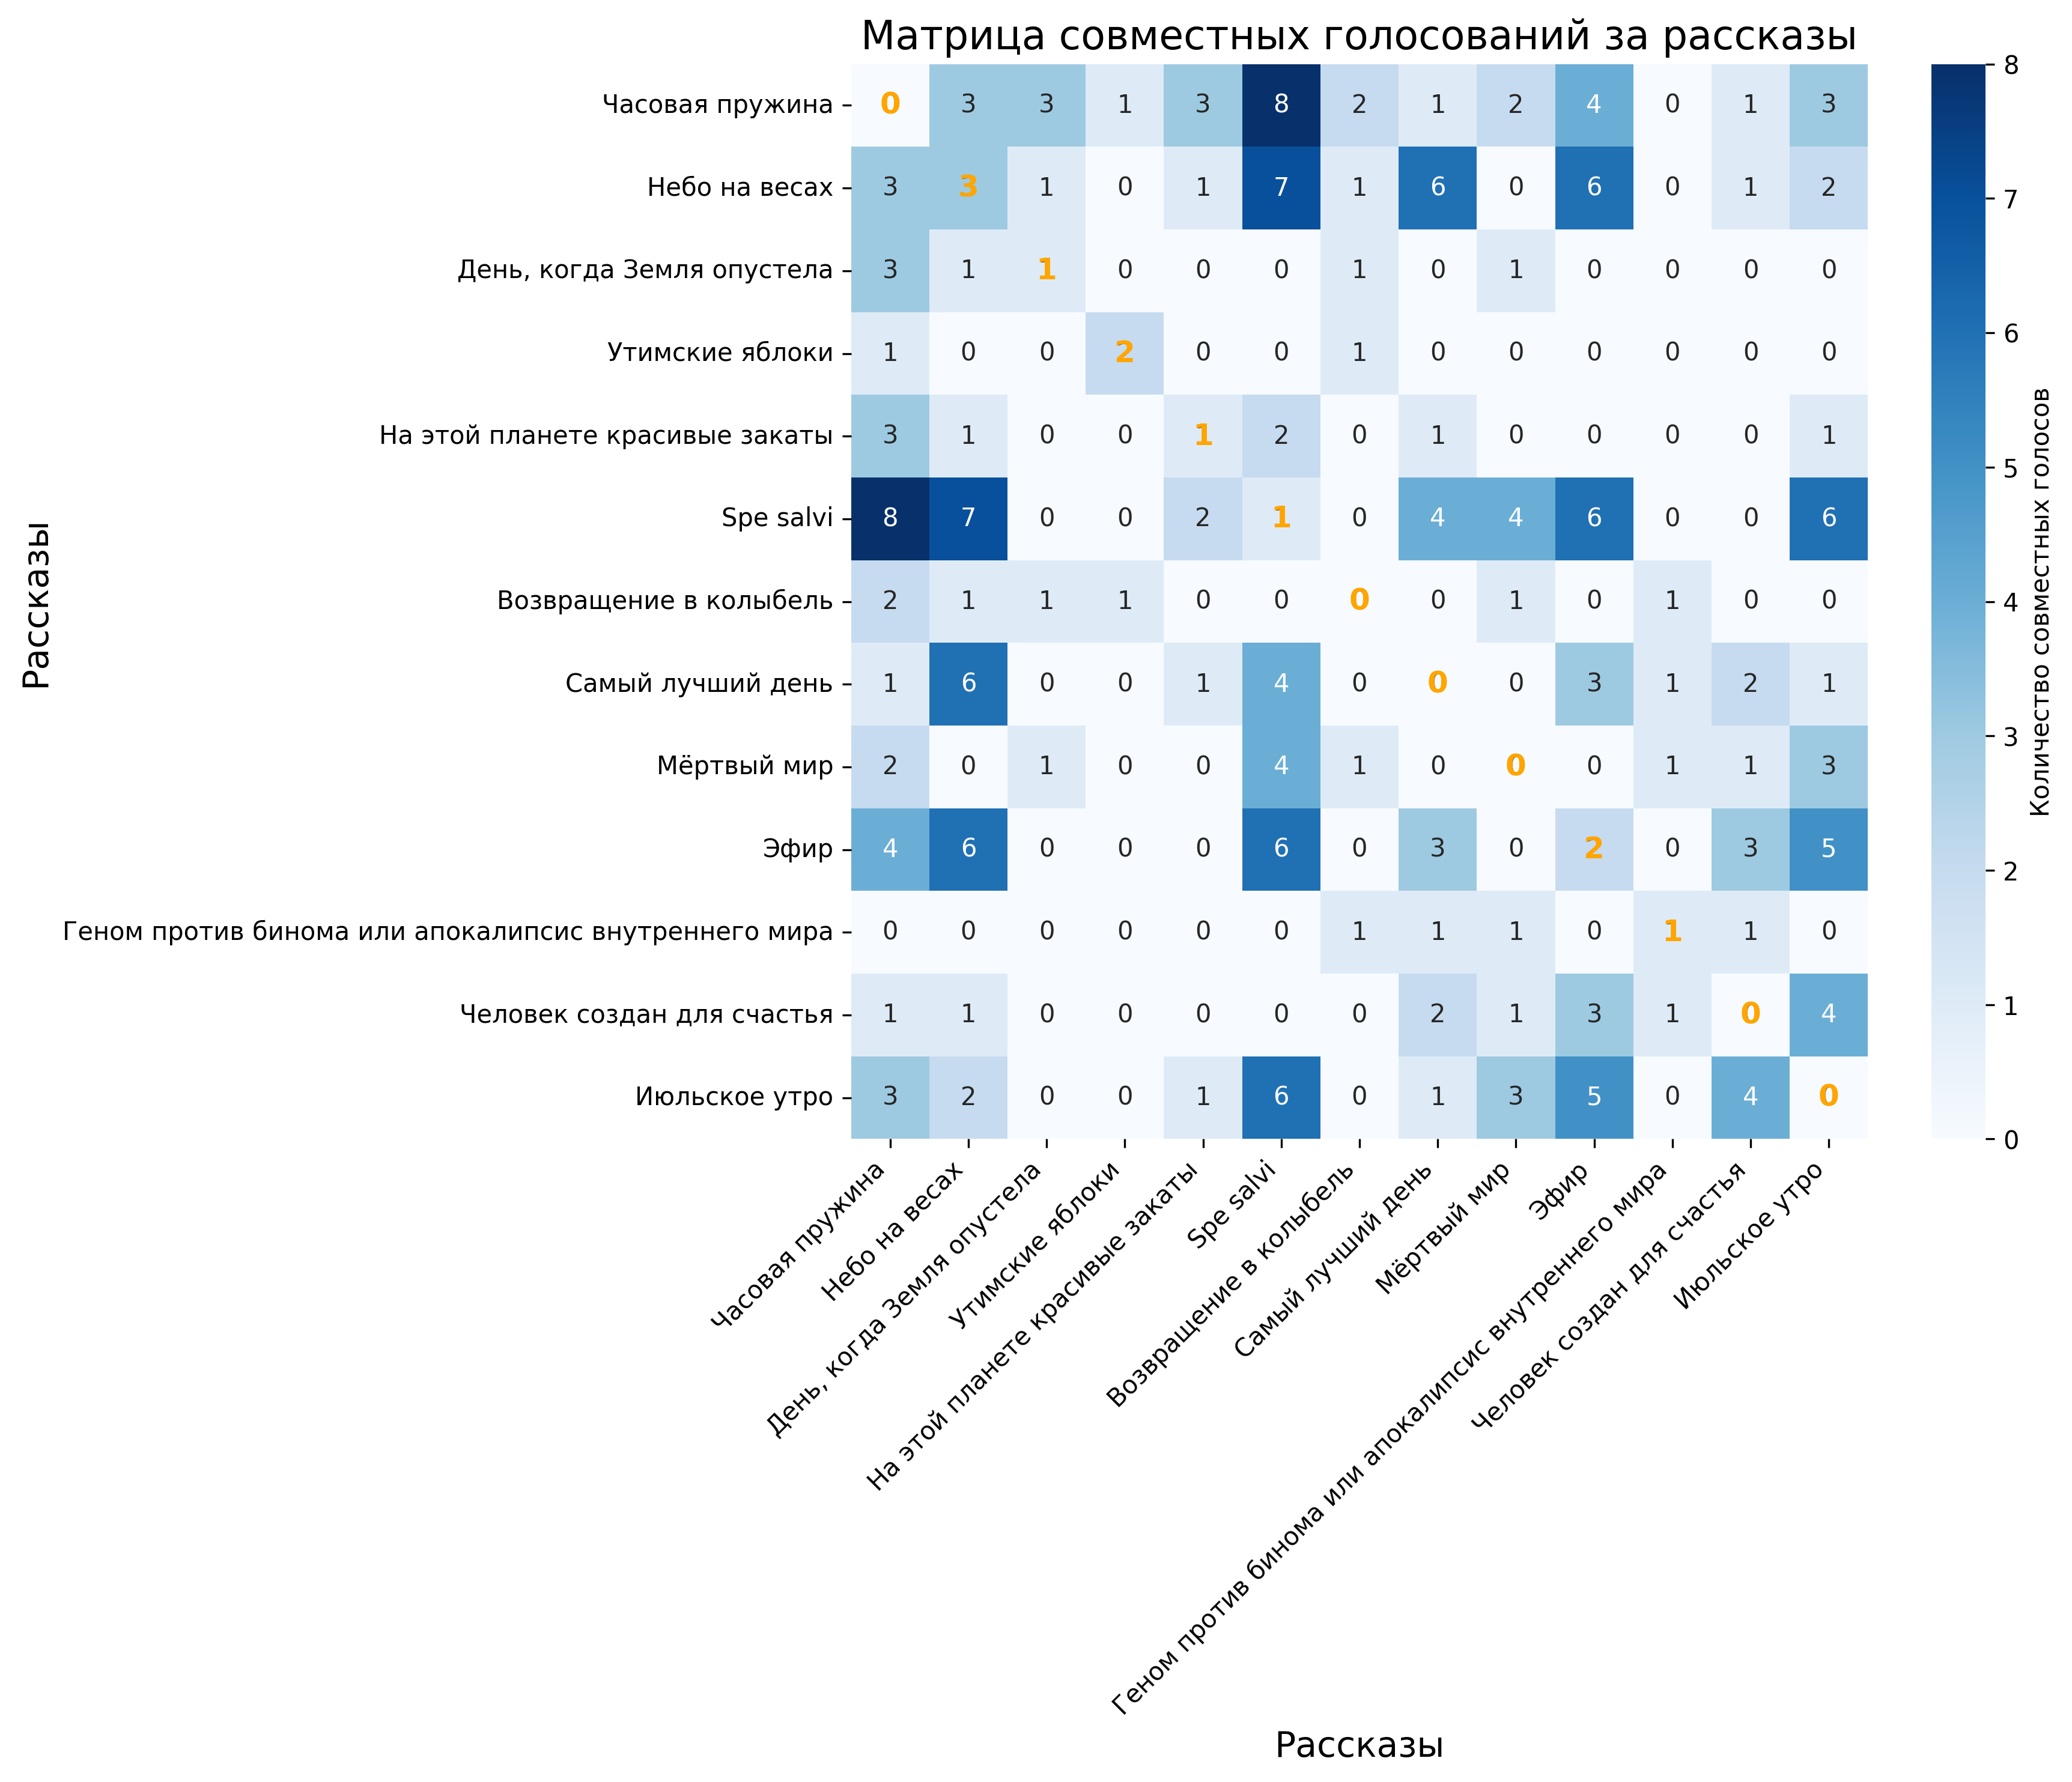 Матрица совместных голосований за рассказы
Рассказы
Часовая пружина 0 3 3 1 3 8 2 1 2 4 0 1 3
Небо на весах 3 3 1 0 1 7 1 6 0 6 0 1 2
День, когда Земля опустела 3 1 1 0 0 0 1 0 1 0 0 0 0
Утимские яблоки 1 0 0 2 0 0 1 0 0 0 0 0 0
На этой планете красивые закаты 3 1 0 0 1 2 0 1 0 0 0 0 1
Spe salvi 8 7 0 0 2 1 0 4 4 6 0 0 6
Возвращение в колыбель 2 1 1 1 0 0 0 0 1 0 1 0 0
Самый лучший день 1 6 0 0 1 4 0 0 0 3 1 2 1
Мёртвый мир 2 0 1 0 0 4 1 0 0 0 1 1 3
Эфир 4 6 0 0 0 6 0 3 0 2 0 3 5
Геном против бинома или апокалипсис внутреннего мира 0 0 0 0 0 0 1 1 1 0 1 1 0
Человек создан для счастья 1 1 0 0 0 0 0 2 1 3 1 0 4
Июльское утро 3 2 0 0 1 6 0 1 3 5 0 4 0
Часовая пружина
Небо на весах
День, когда Земля опустела
Утимские яблоки
На этой планете красивые закаты
Spe salvi
Возвращение в колыбель
Самый лучший день
Мёртвый мир
Эфир
Геном против бинома или апокалипсис внутреннего мира
Человек создан для счастья
Июльское утро
Рассказы
8
7
6
5
4
3
2
1
0
Количество совместных голосов